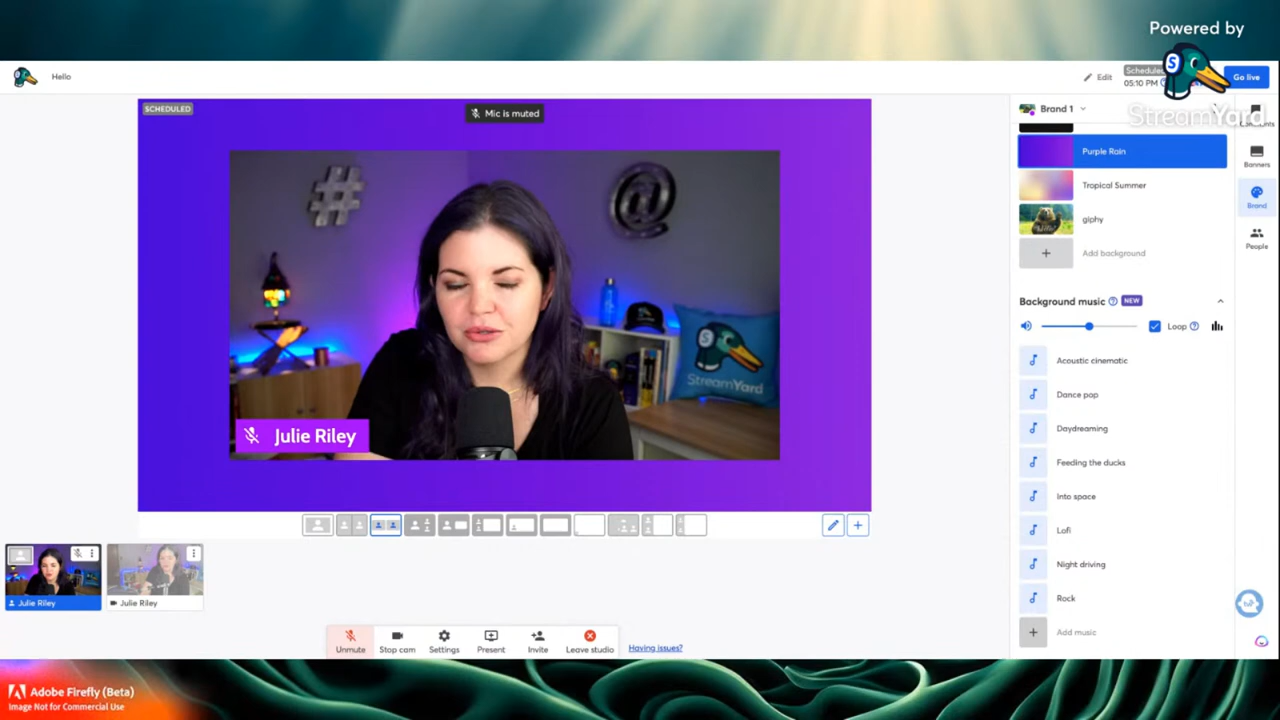 Powered by
StreamYard
Hello
Edit
Scheduled
05:10 PM
Go live
SCHEDULED
Mic is muted
Brand 1
Purple Rain
Tropical Summer
giphy
Add background
Banners
Brand
People
Background music
NEW
Loop
Acoustic cinematic
Dance pop
Daydreaming
Feeding the ducks
Into space
Lofi
Night driving
Rock
Add music
#
@
StreamYard
Julie Riley
Julie Riley
Julie Riley
Unmute
Stop cam
Settings
Present
Invite
Leave studio
Having issues?
Adobe Firefly (Beta)
Image Not for Commercial Use